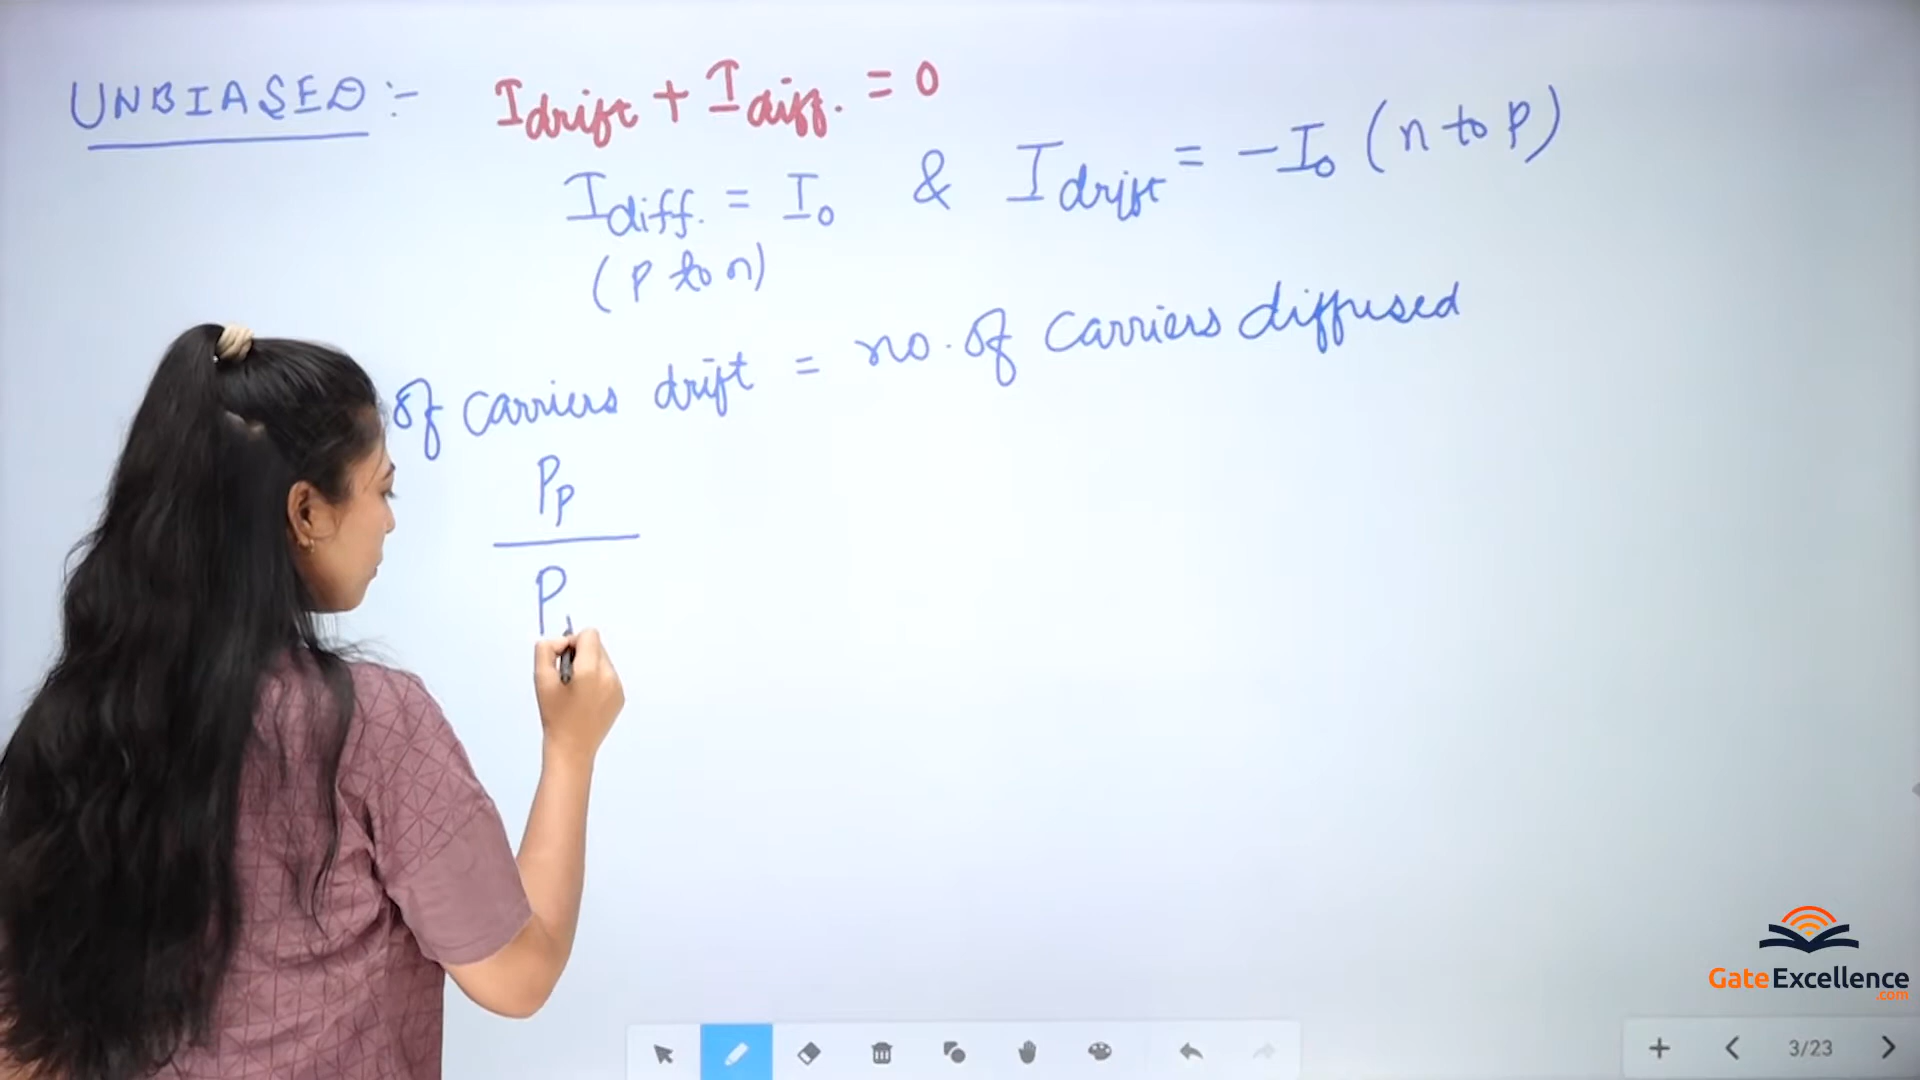 UNBIASED :- Idrift + Idiff. = 0
Idiff. = I₀ & Idrift = -I₀ (n to p)
(p to n)
of carriers drift = no. of carriers diffused
Pp
P
GateExcellence
.com
3/23